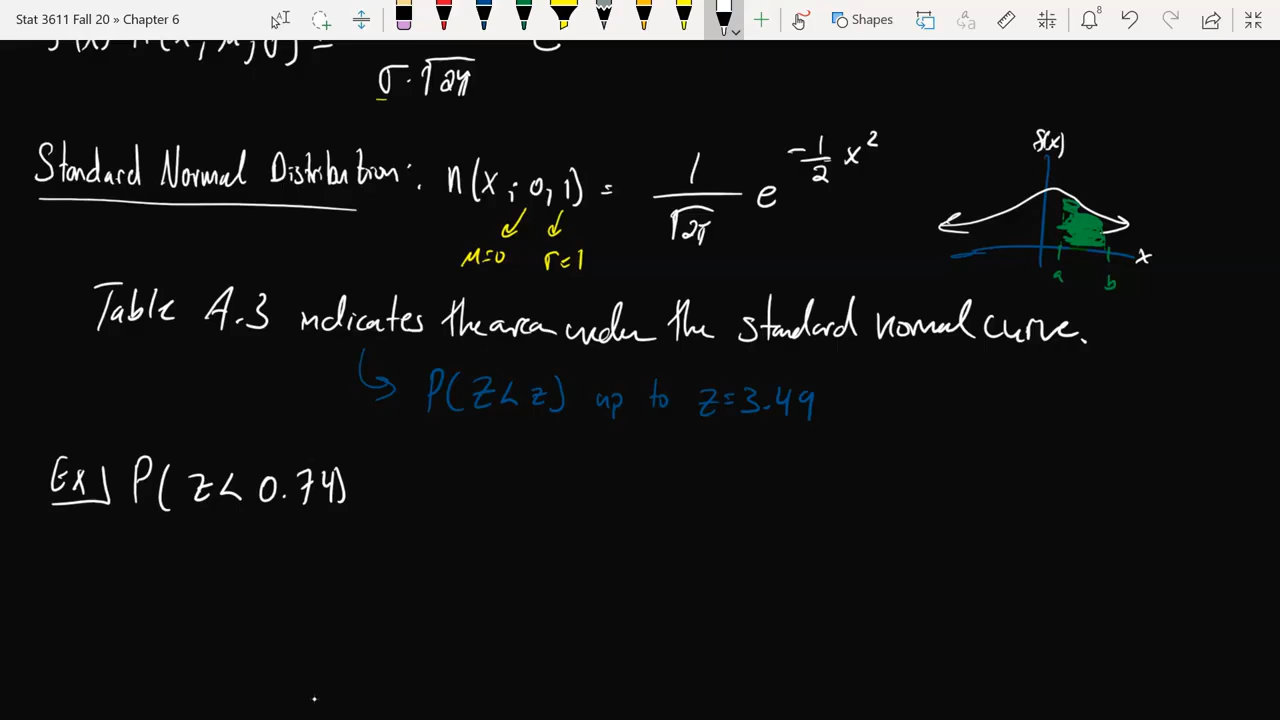 Stat 3611 Fall 20 » Chapter 6
Shapes
8
σ · √2π
Standard Normal Distribution: n(x; 0, 1) = 1/√2π e^(-1/2 x²)
μ=0 σ=1
f(x)
x
a b
Table A.3 indicates the area under the standard normal curve.
P(Z < z) up to z = 3.49
Ex] P(Z < 0.74)